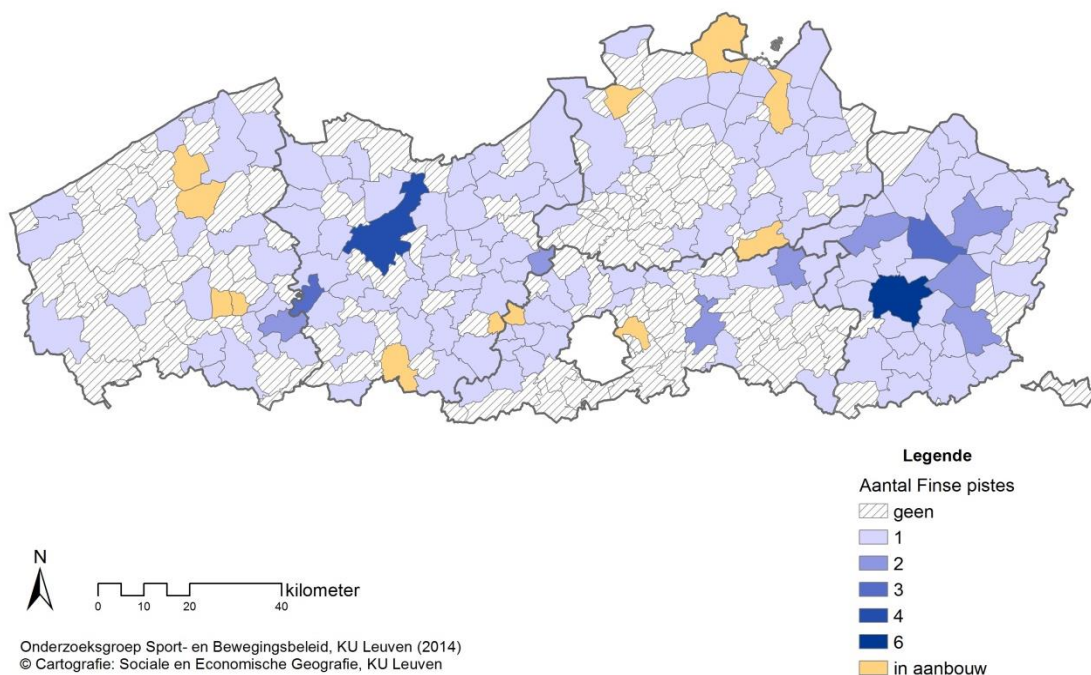 Legende
Aantal Finse pistes
geen
1
2
3
4
6
in aanbouw
N
kilometer
0 10 20 40
Onderzoeksgroep Sport- en Bewegingsbeleid, KU Leuven (2014)
© Cartografie: Sociale en Economische Geografie, KU Leuven